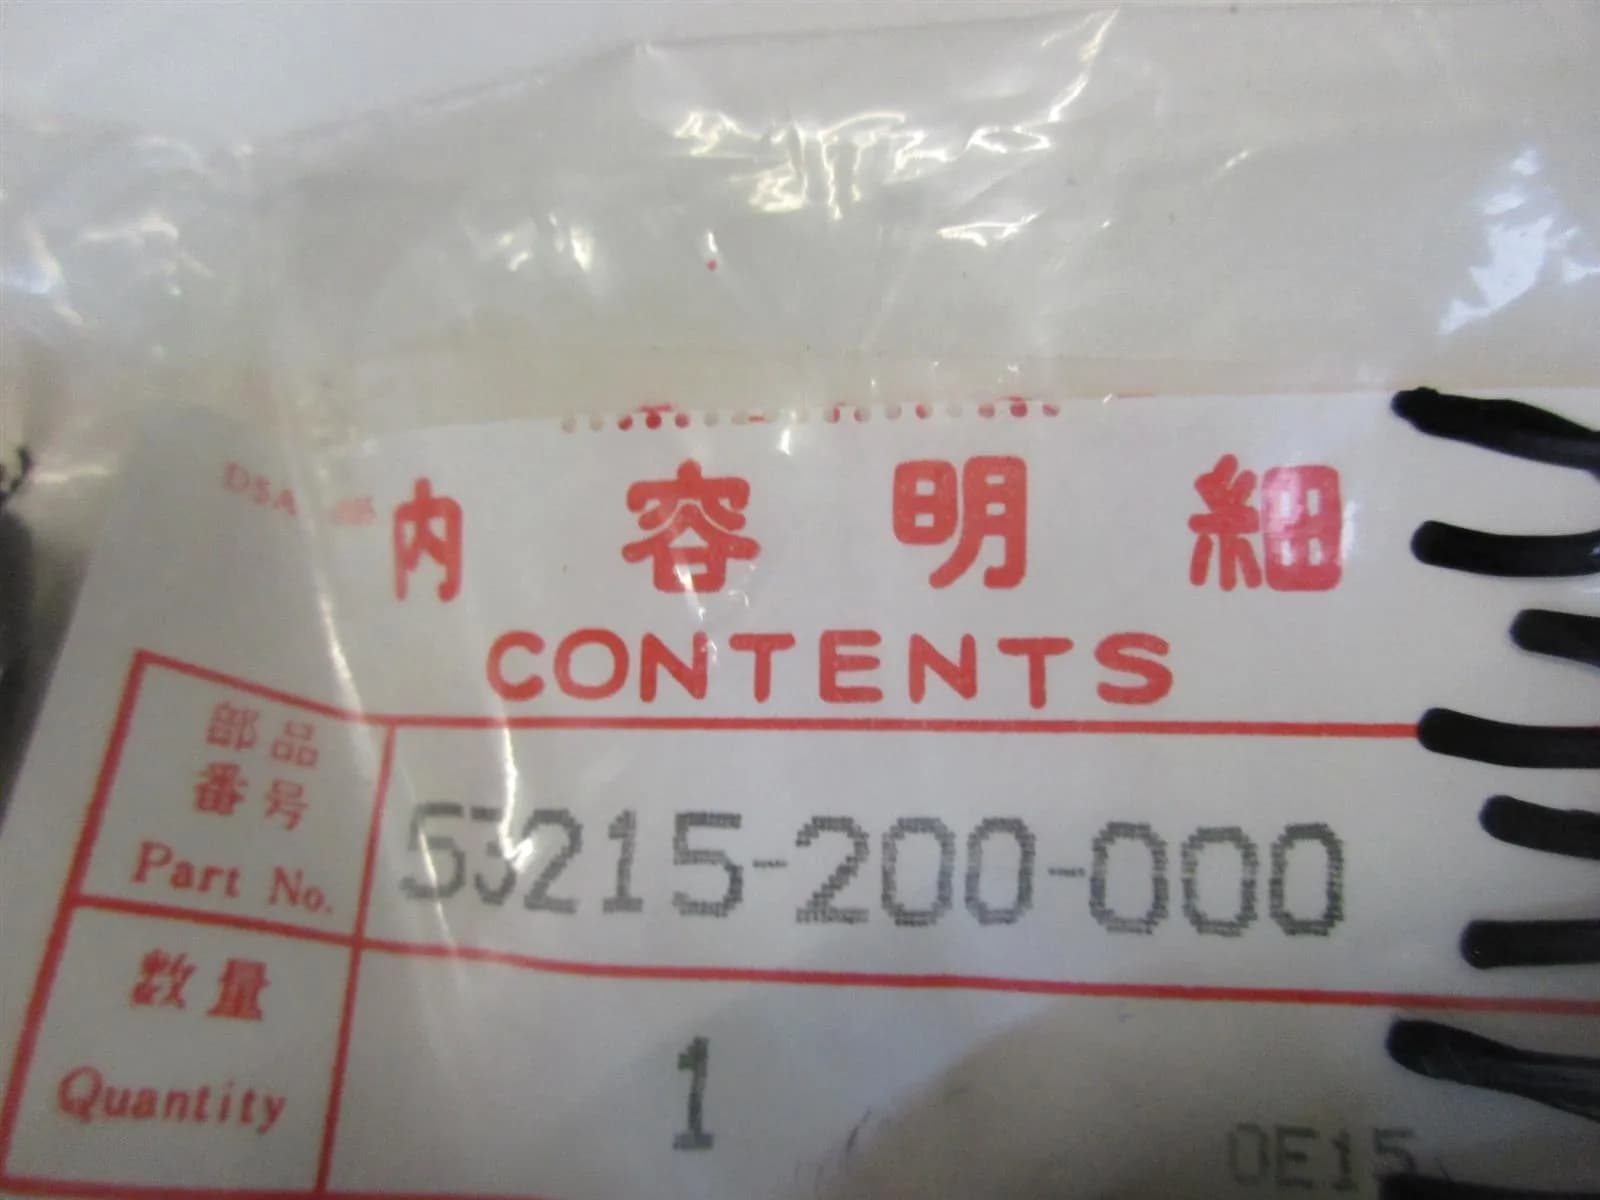 内容明細
CONTENTS
部品
番号
Part No.
53215-200-000
数量
Quantity
1
0E15